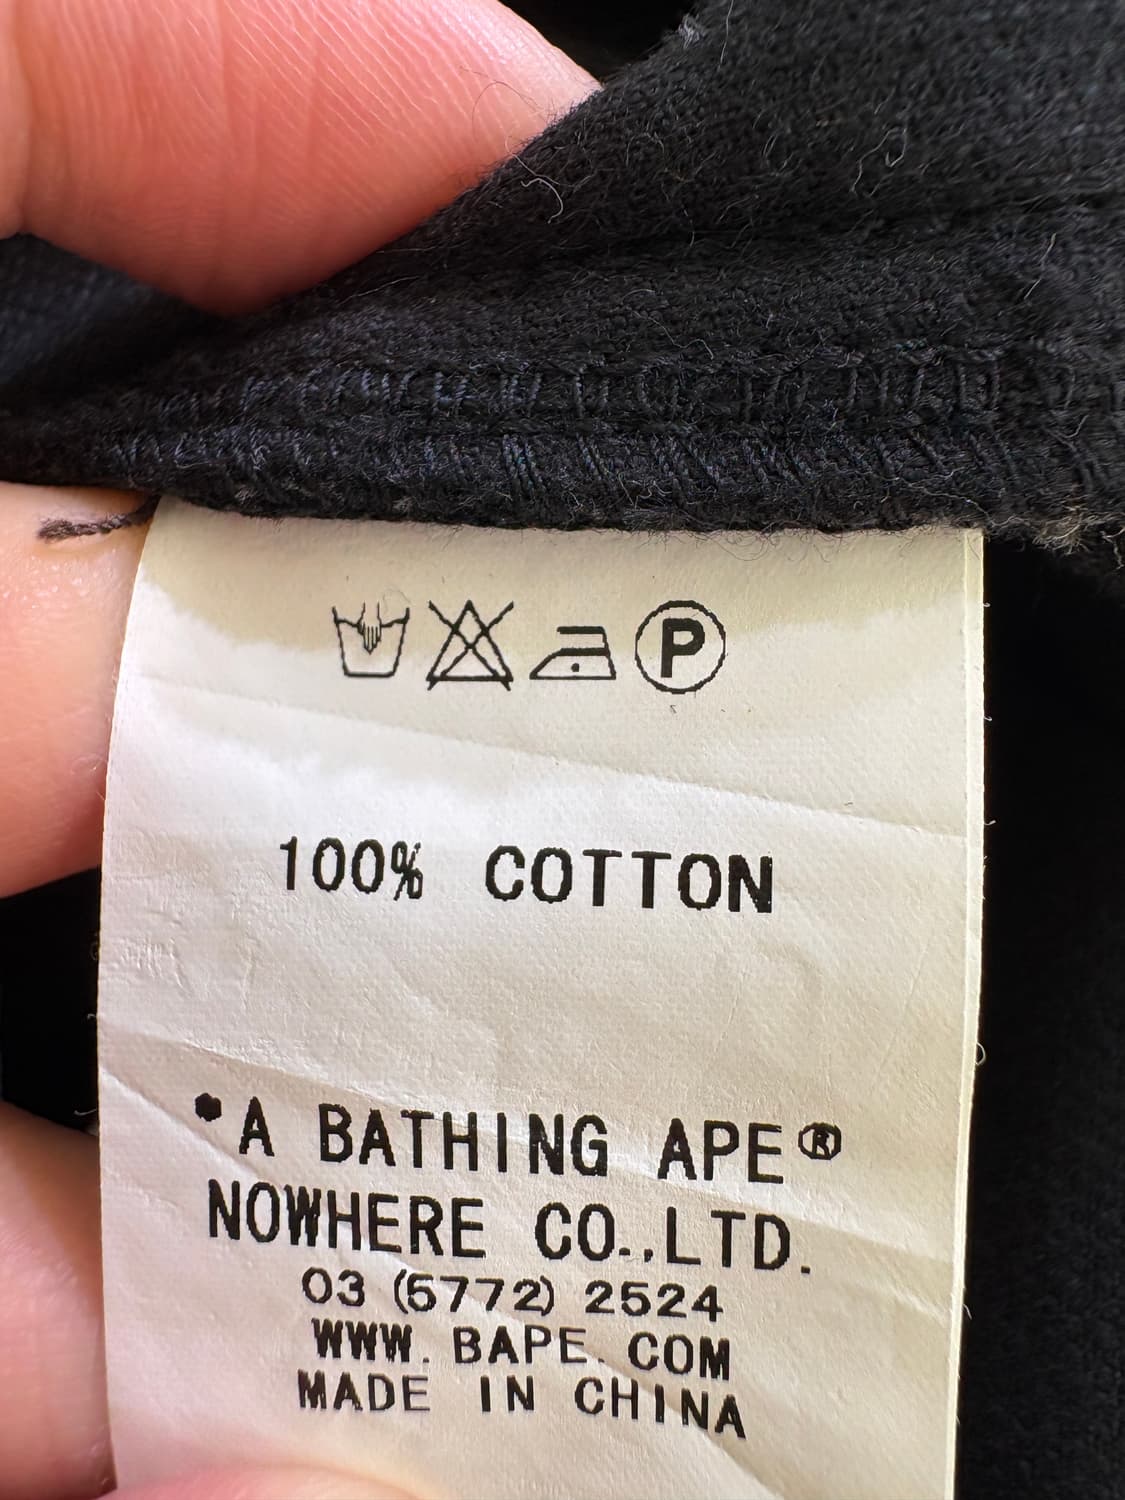 P
100% COTTON
•A BATHING APE®
NOWHERE CO.,LTD.
03 (5772) 2524
WWW. BAPE. COM
MADE IN CHINA